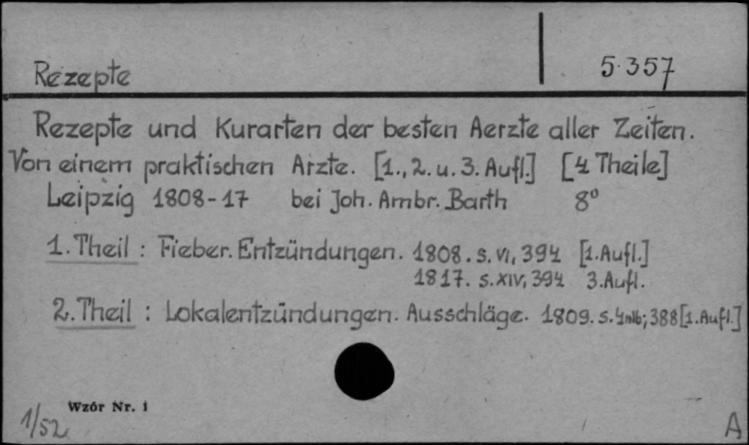 Rezepte
5357
Rezepte und Kurarten der besten Aerzte aller Zeiten.
Von einem praktischen Arzte. [1., 2. u. 3. Aufl.] [4 Theile]
Leipzig 1808-17 bei Joh. Ambr. Barth 8°
1. Theil : Fieber. Entzündungen. 1808. S. VI, 394 [1. Aufl.]
1817. S. XIV, 394 3. Aufl.
2. Theil : Lokalentzündungen. Ausschläge. 1809. S. 4nlb; 388 [1. Aufl.]
Wzór Nr. 1
1/52
A